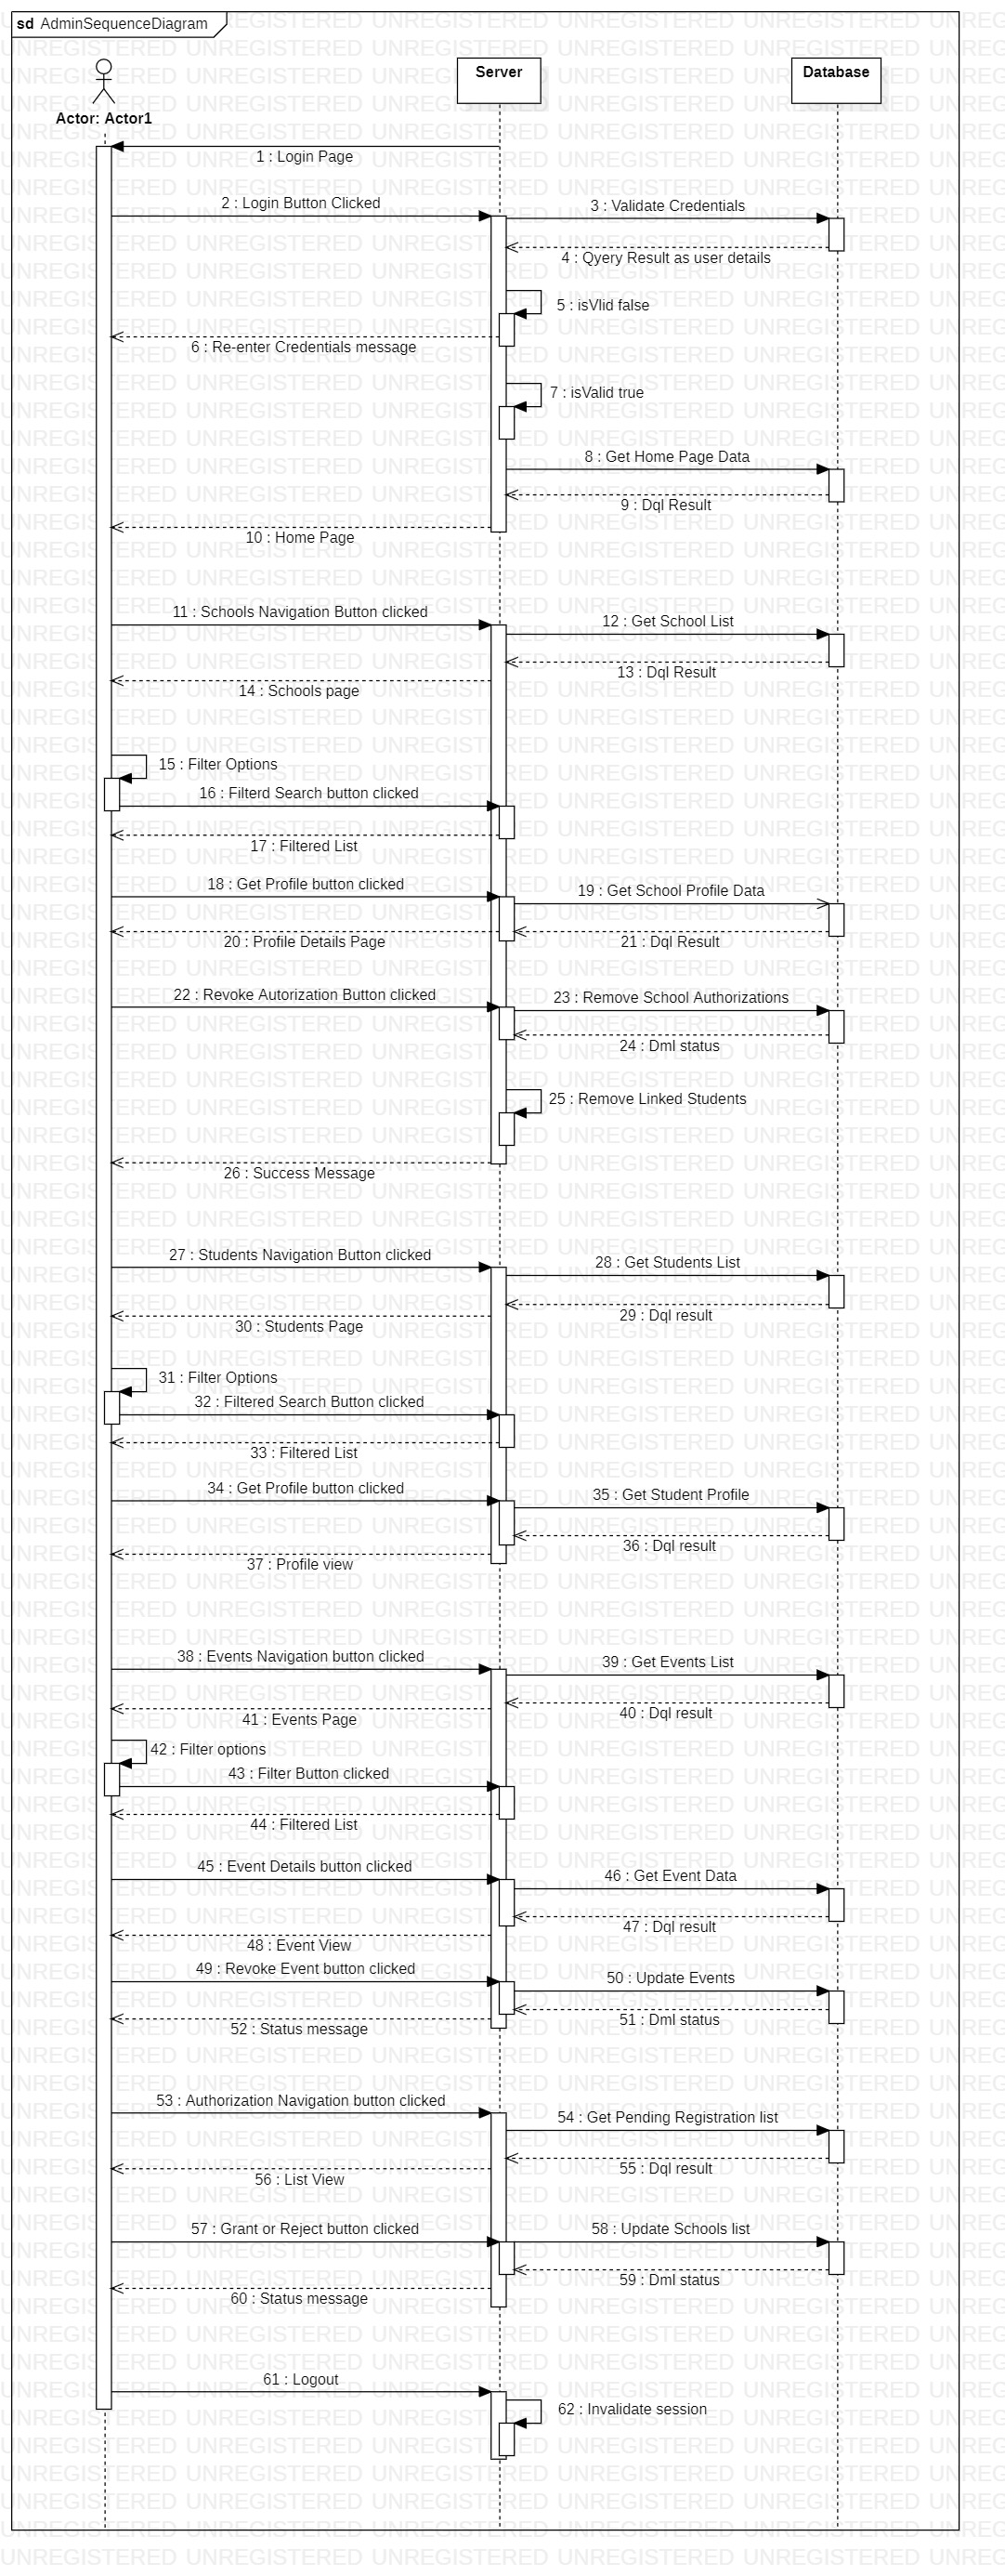 sd AdminSequenceDiagram
Server
Database
Actor: Actor1
1 : Login Page
2 : Login Button Clicked
3 : Validate Credentials
4 : Qyery Result as user details
5 : isVlid false
6 : Re-enter Credentials message
7 : isValid true
8 : Get Home Page Data
9 : Dql Result
10 : Home Page
11 : Schools Navigation Button clicked
12 : Get School List
13 : Dql Result
14 : Schools page
15 : Filter Options
16 : Filterd Search button clicked
17 : Filtered List
18 : Get Profile button clicked
19 : Get School Profile Data
20 : Profile Details Page
21 : Dql Result
22 : Revoke Autorization Button clicked
23 : Remove School Authorizations
24 : Dml status
25 : Remove Linked Students
26 : Success Message
27 : Students Navigation Button clicked
28 : Get Students List
29 : Dql result
30 : Students Page
31 : Filter Options
32 : Filtered Search Button clicked
33 : Filtered List
34 : Get Profile button clicked
35 : Get Student Profile
36 : Dql result
37 : Profile view
38 : Events Navigation button clicked
39 : Get Events List
40 : Dql result
41 : Events Page
42 : Filter options
43 : Filter Button clicked
44 : Filtered List
45 : Event Details button clicked
46 : Get Event Data
47 : Dql result
48 : Event View
49 : Revoke Event button clicked
50 : Update Events
51 : Dml status
52 : Status message
53 : Authorization Navigation button clicked
54 : Get Pending Registration list
55 : Dql result
56 : List View
57 : Grant or Reject button clicked
58 : Update Schools list
59 : Dml status
60 : Status message
61 : Logout
62 : Invalidate session
UNREGISTERED